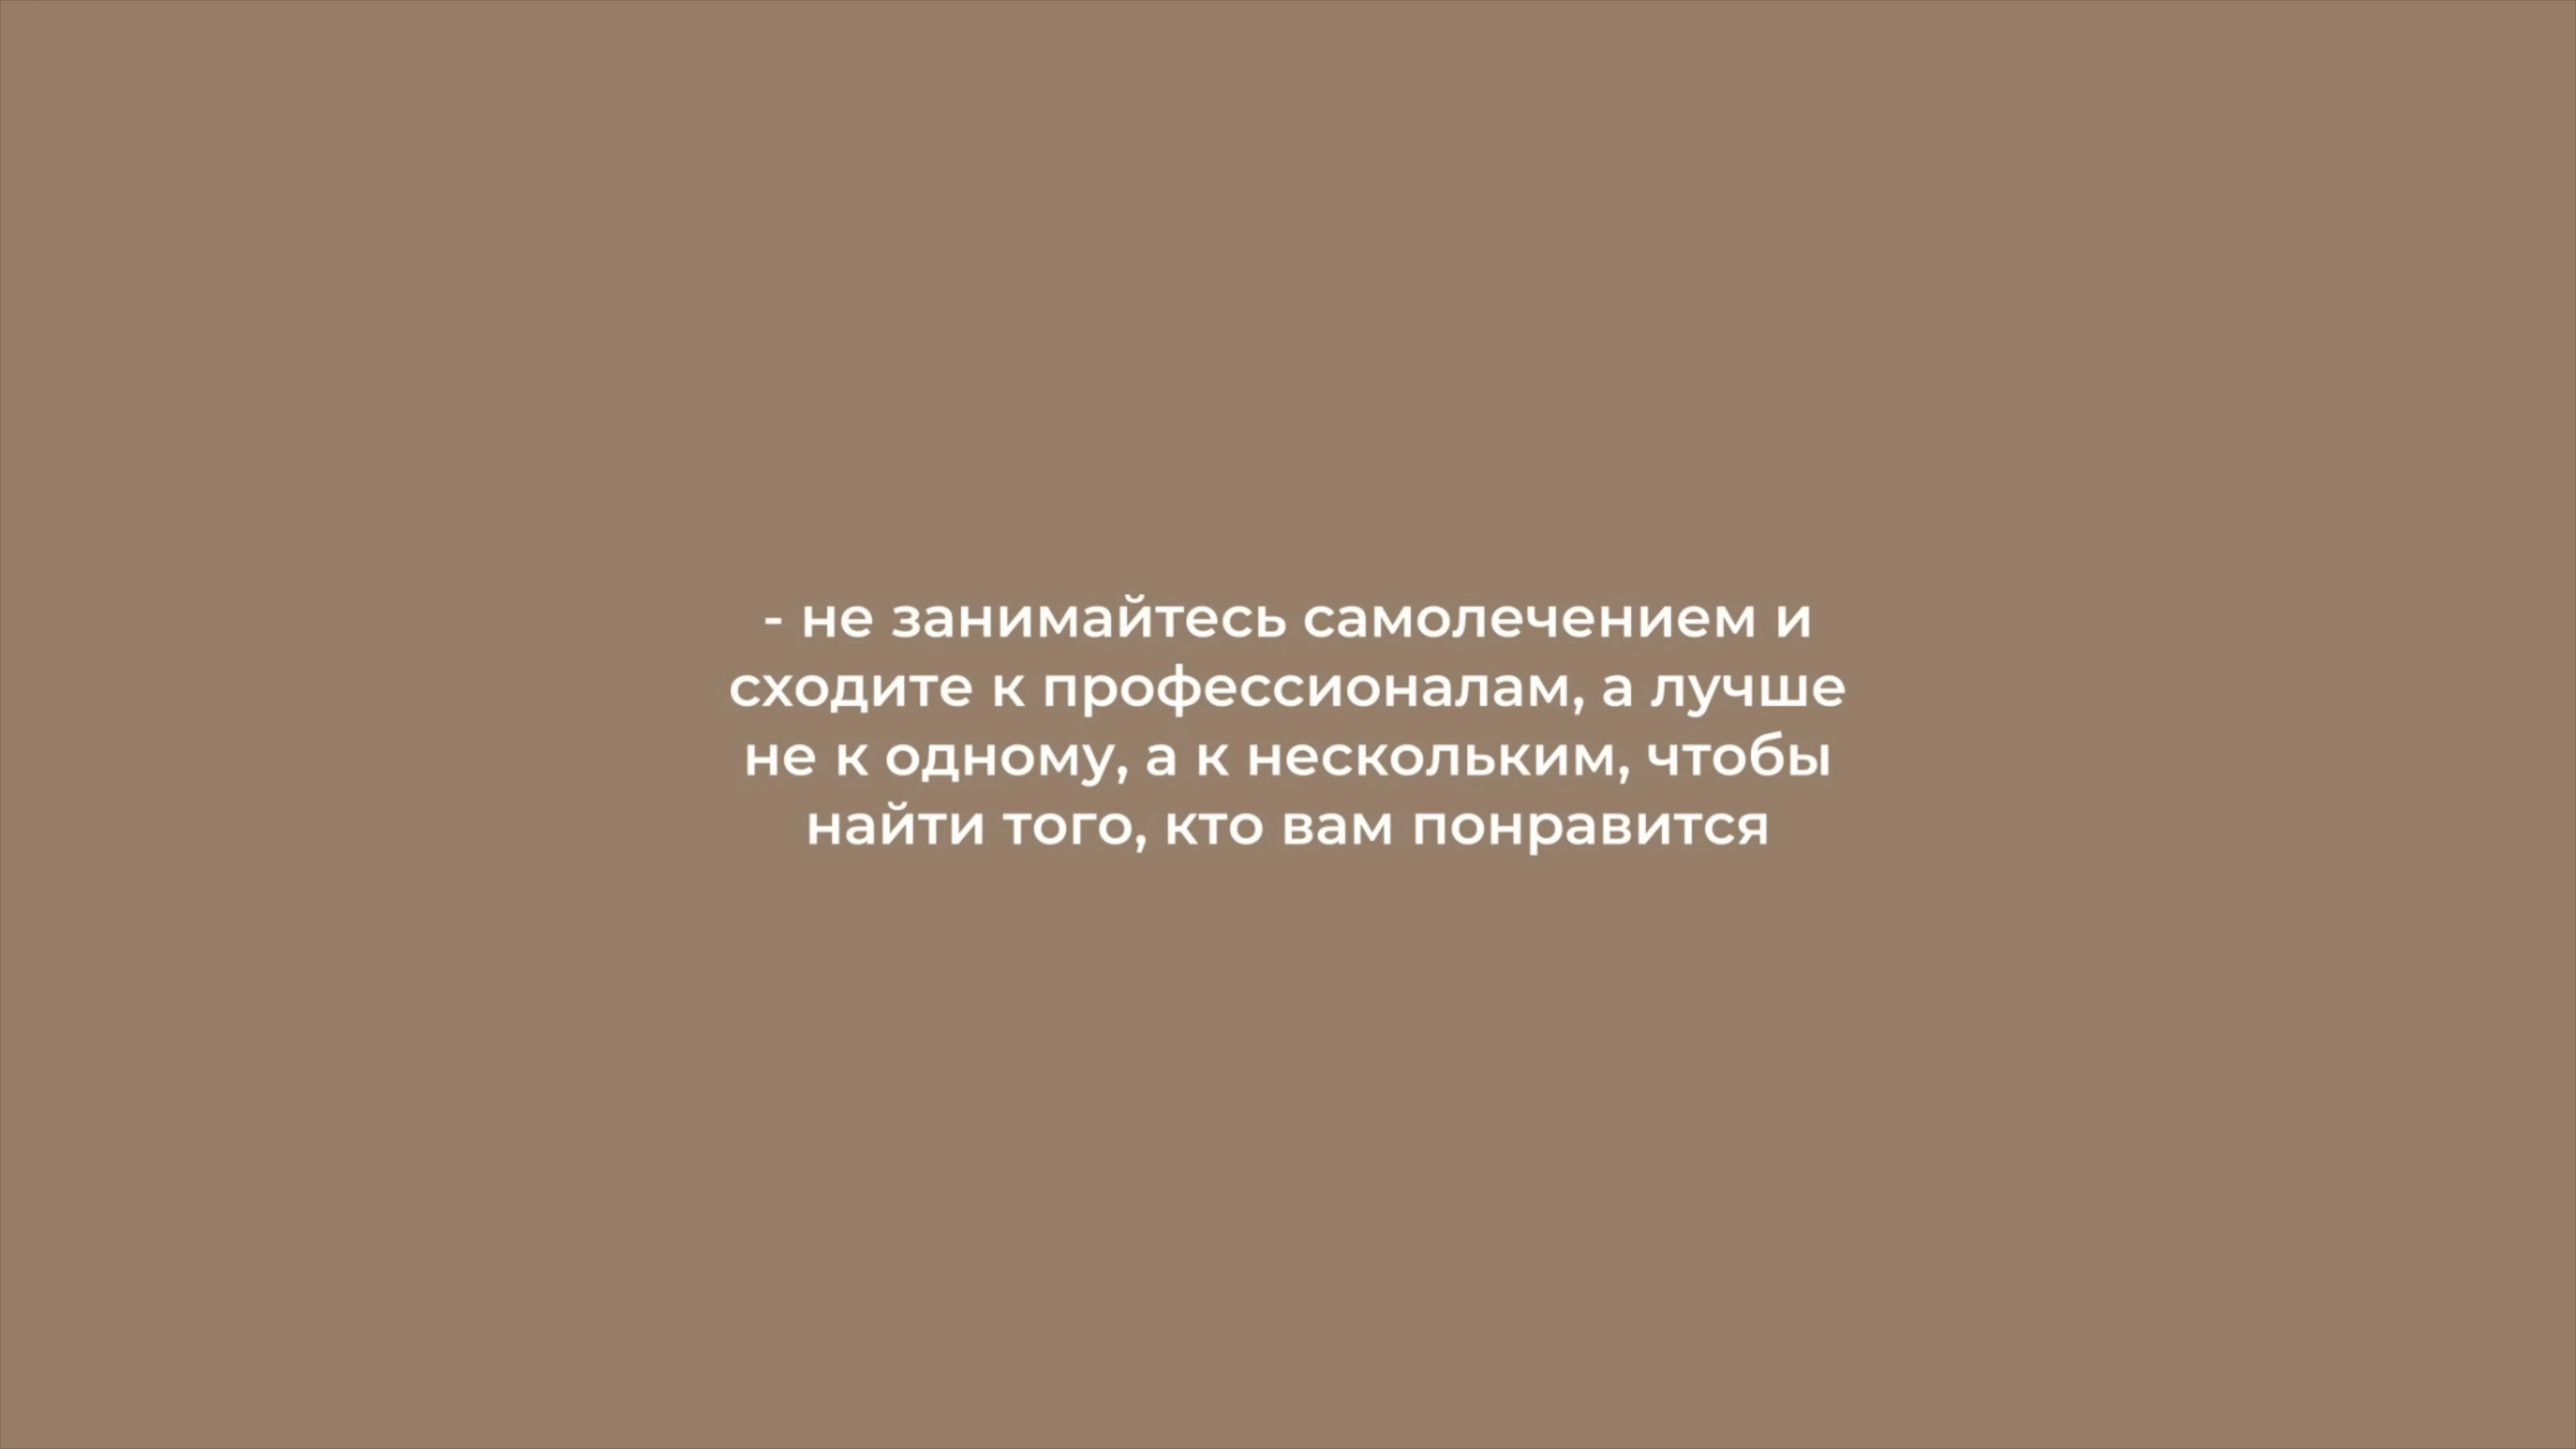 - не занимайтесь самолечением и
сходите к профессионалам, а лучше
не к одному, а к нескольким, чтобы
найти того, кто вам понравится